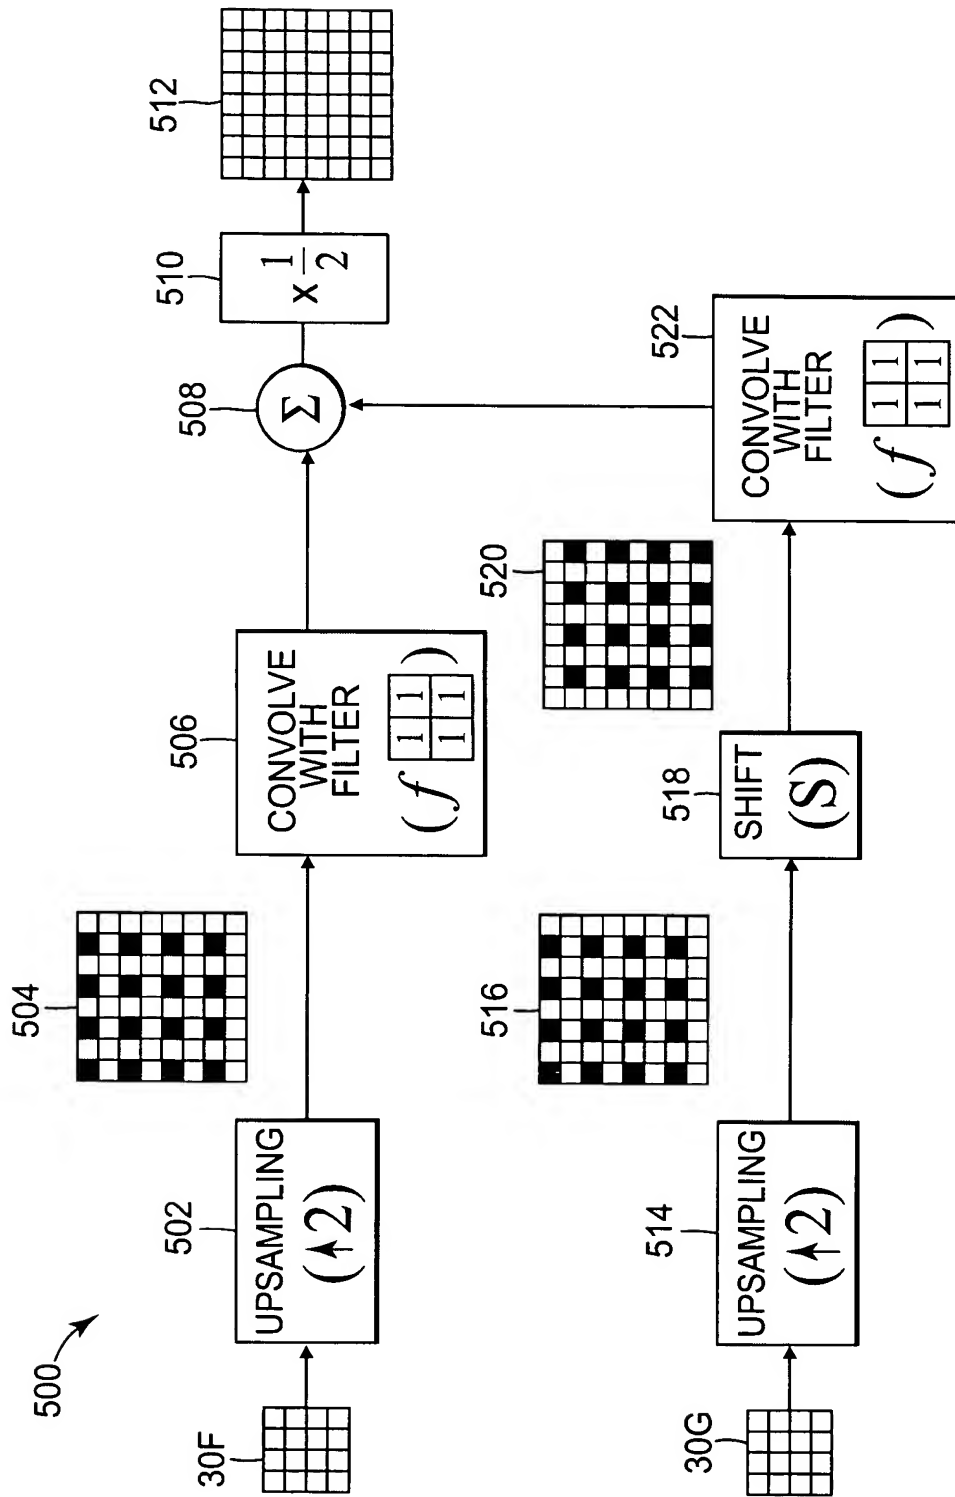 500
30F
502
UPSAMPLING
(↑2)
504
506
CONVOLVE
WITH
FILTER
(f
1 1
1 1
)
508
Σ
510
x 1/2
512
30G
514
UPSAMPLING
(↑2)
516
518
SHIFT
(S)
520
522
CONVOLVE
WITH
FILTER
(f
1 1
1 1
)